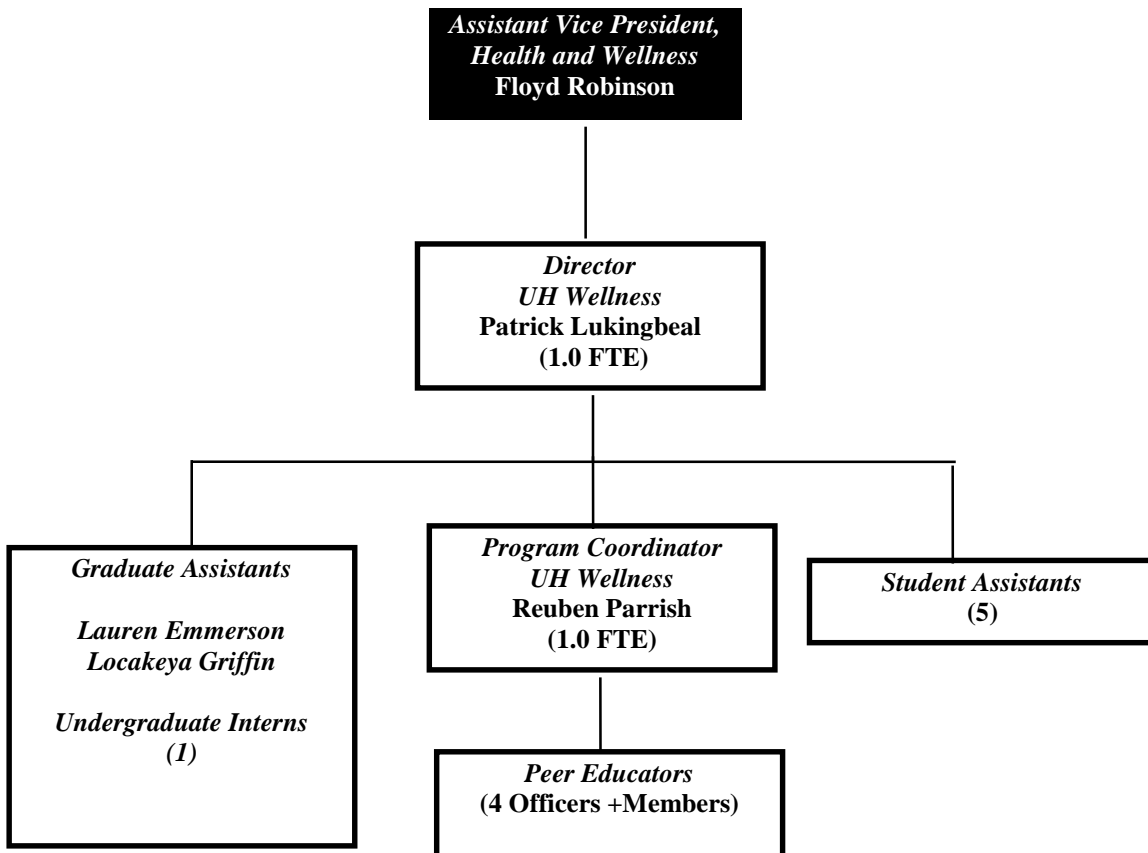 Assistant Vice President,
Health and Wellness
Floyd Robinson
Director
UH Wellness
Patrick Lukingbeal
(1.0 FTE)
Graduate Assistants
Lauren Emmerson
Locakeya Griffin
Undergraduate Interns
(1)
Program Coordinator
UH Wellness
Reuben Parrish
(1.0 FTE)
Student Assistants
(5)
Peer Educators
(4 Officers +Members)